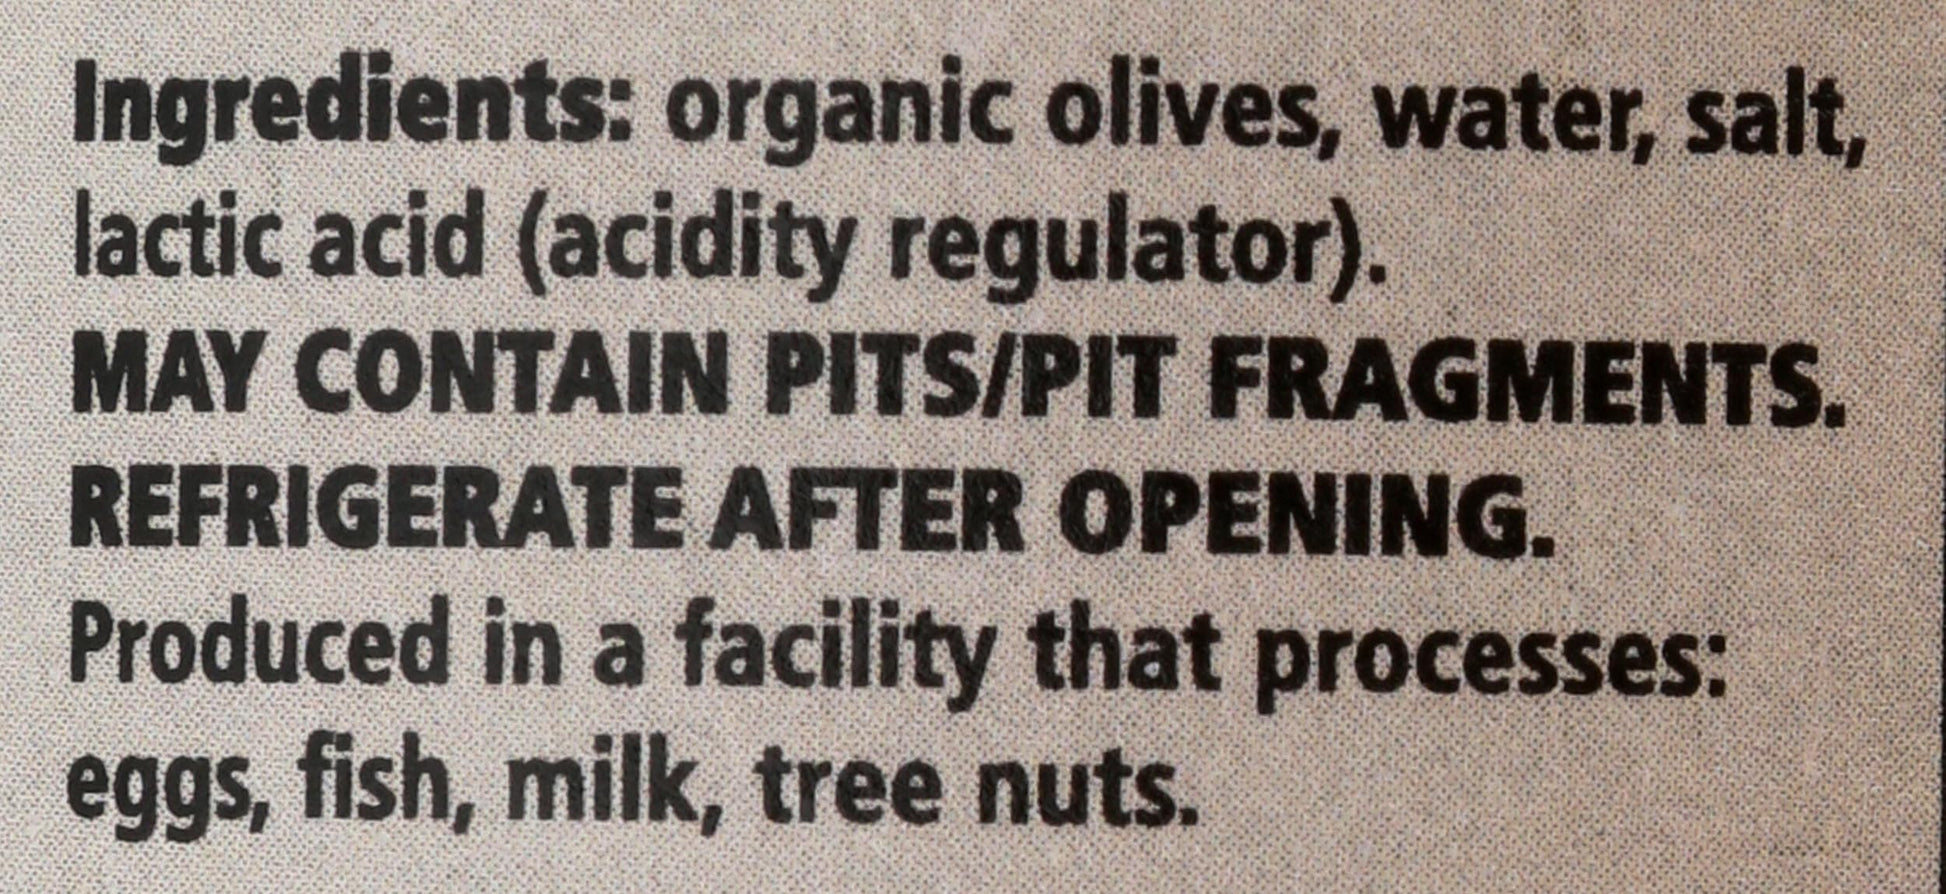 Ingredients: organic olives, water, salt,
lactic acid (acidity regulator).
MAY CONTAIN PITS/PIT FRAGMENTS.
REFRIGERATE AFTER OPENING.
Produced in a facility that processes:
eggs, fish, milk, tree nuts.